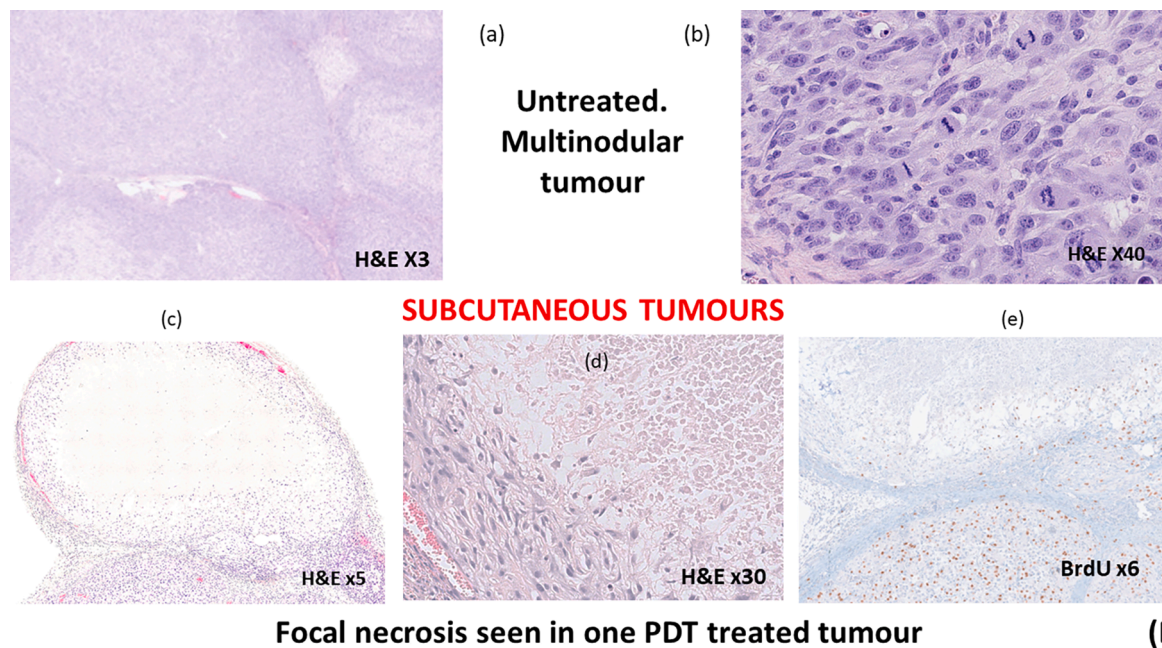 (a)
(b)
Untreated.
Multinodular
tumour
H&E X3
H&E X40
SUBCUTANEOUS TUMOURS
(c)
(d)
(e)
H&E x5
H&E x30
BrdU x6
Focal necrosis seen in one PDT treated tumour